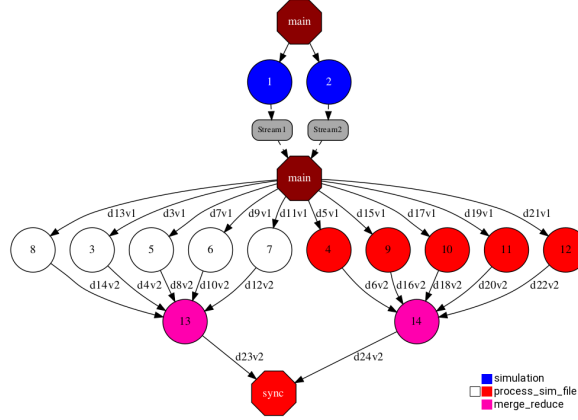 main
1 2
Stream1 Stream2
main
d13v1 d3v1 d7v1 d9v1 d11v1 d5v1 d15v1 d17v1 d19v1 d21v1
8 3 5 6 7 4 9 10 11 12
d14v2 d4v2 d8v2 d10v2 d12v2 d6v2 d16v2 d18v2 d20v2 d22v2
13 14
d23v2 d24v2
sync
simulation
process_sim_file
merge_reduce